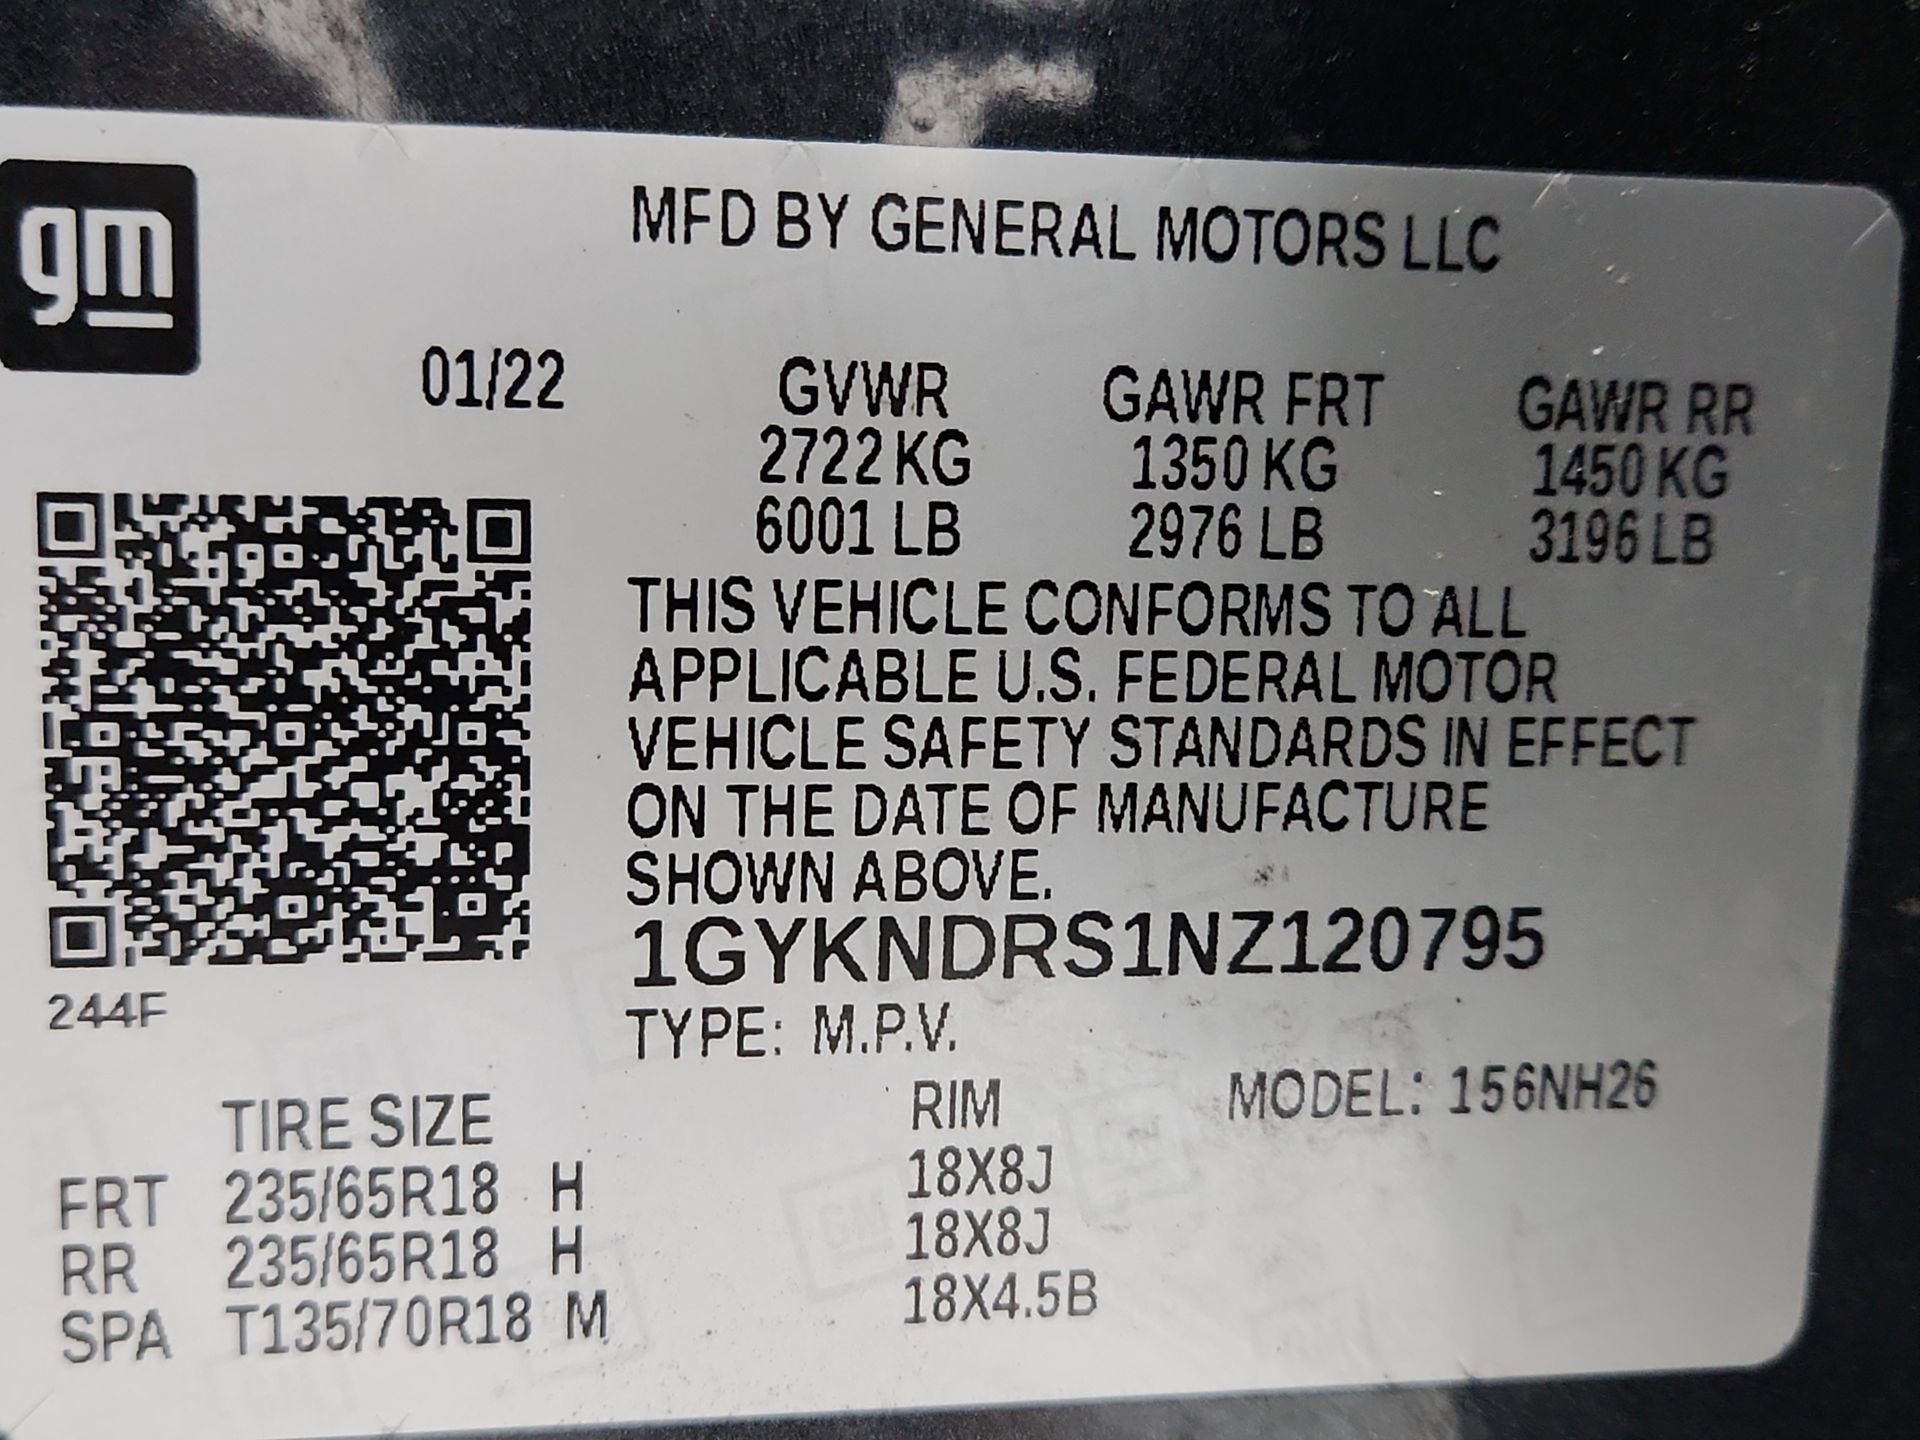 gm
MFD BY GENERAL MOTORS LLC
01/22 GVWR GAWR FRT GAWR RR
2722 KG 1350 KG 1450 KG
6001 LB 2976 LB 3196 LB
THIS VEHICLE CONFORMS TO ALL
APPLICABLE U.S. FEDERAL MOTOR
VEHICLE SAFETY STANDARDS IN EFFECT
ON THE DATE OF MANUFACTURE
SHOWN ABOVE.
1GYKNDRS1NZ120795
244F
TYPE: M.P.V.
TIRE SIZE RIM MODEL: 156NH26
FRT 235/65R18 H 18X8J
RR 235/65R18 H 18X8J
SPA T135/70R18 M 18X4.5B